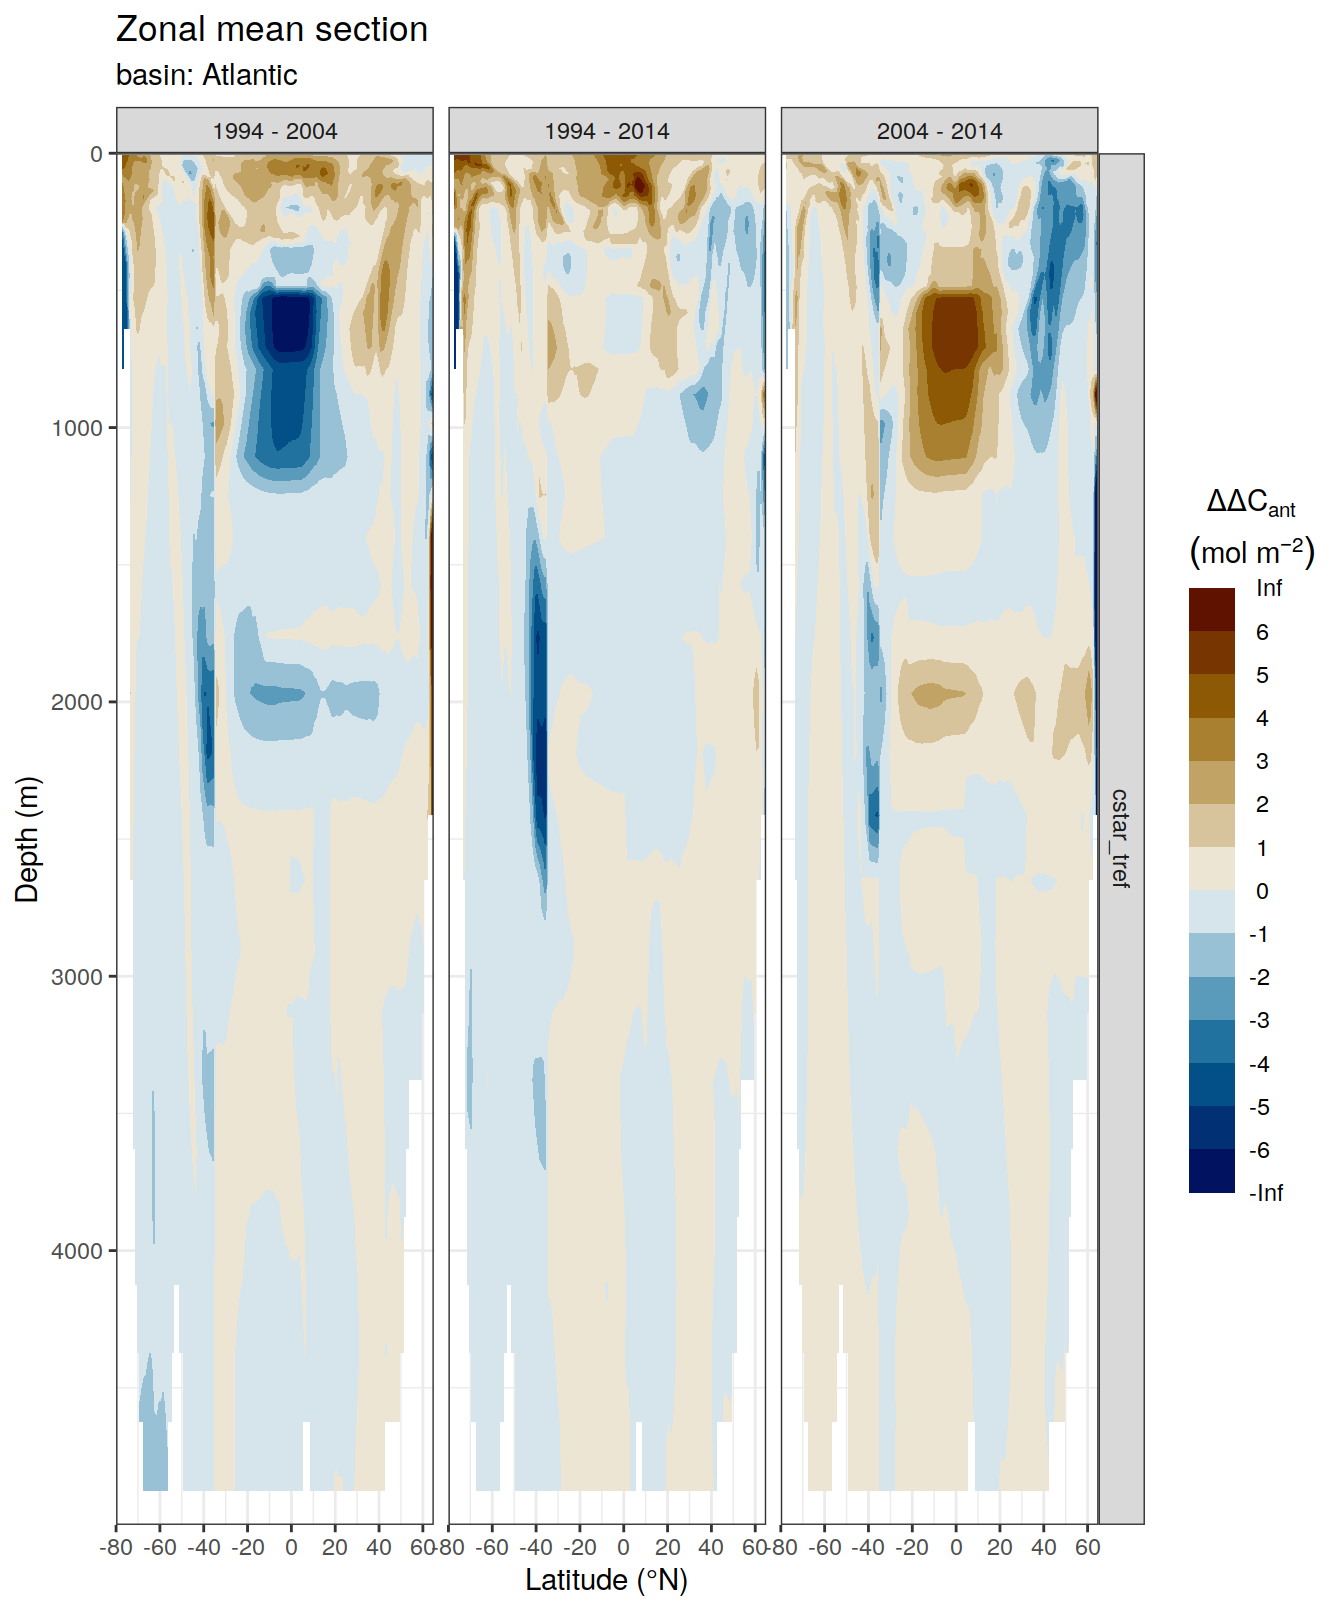 Zonal mean section
basin: Atlantic
1994 - 2004
1994 - 2014
2004 - 2014
0
1000
2000
3000
4000
Depth (m)
-80 -60 -40 -20 0 20 40 60
-80 -60 -40 -20 0 20 40 60
-80 -60 -40 -20 0 20 40 60
Latitude (°N)
cstar_tref
ΔΔCant
(mol m−2)
Inf
6
5
4
3
2
1
0
-1
-2
-3
-4
-5
-6
-Inf